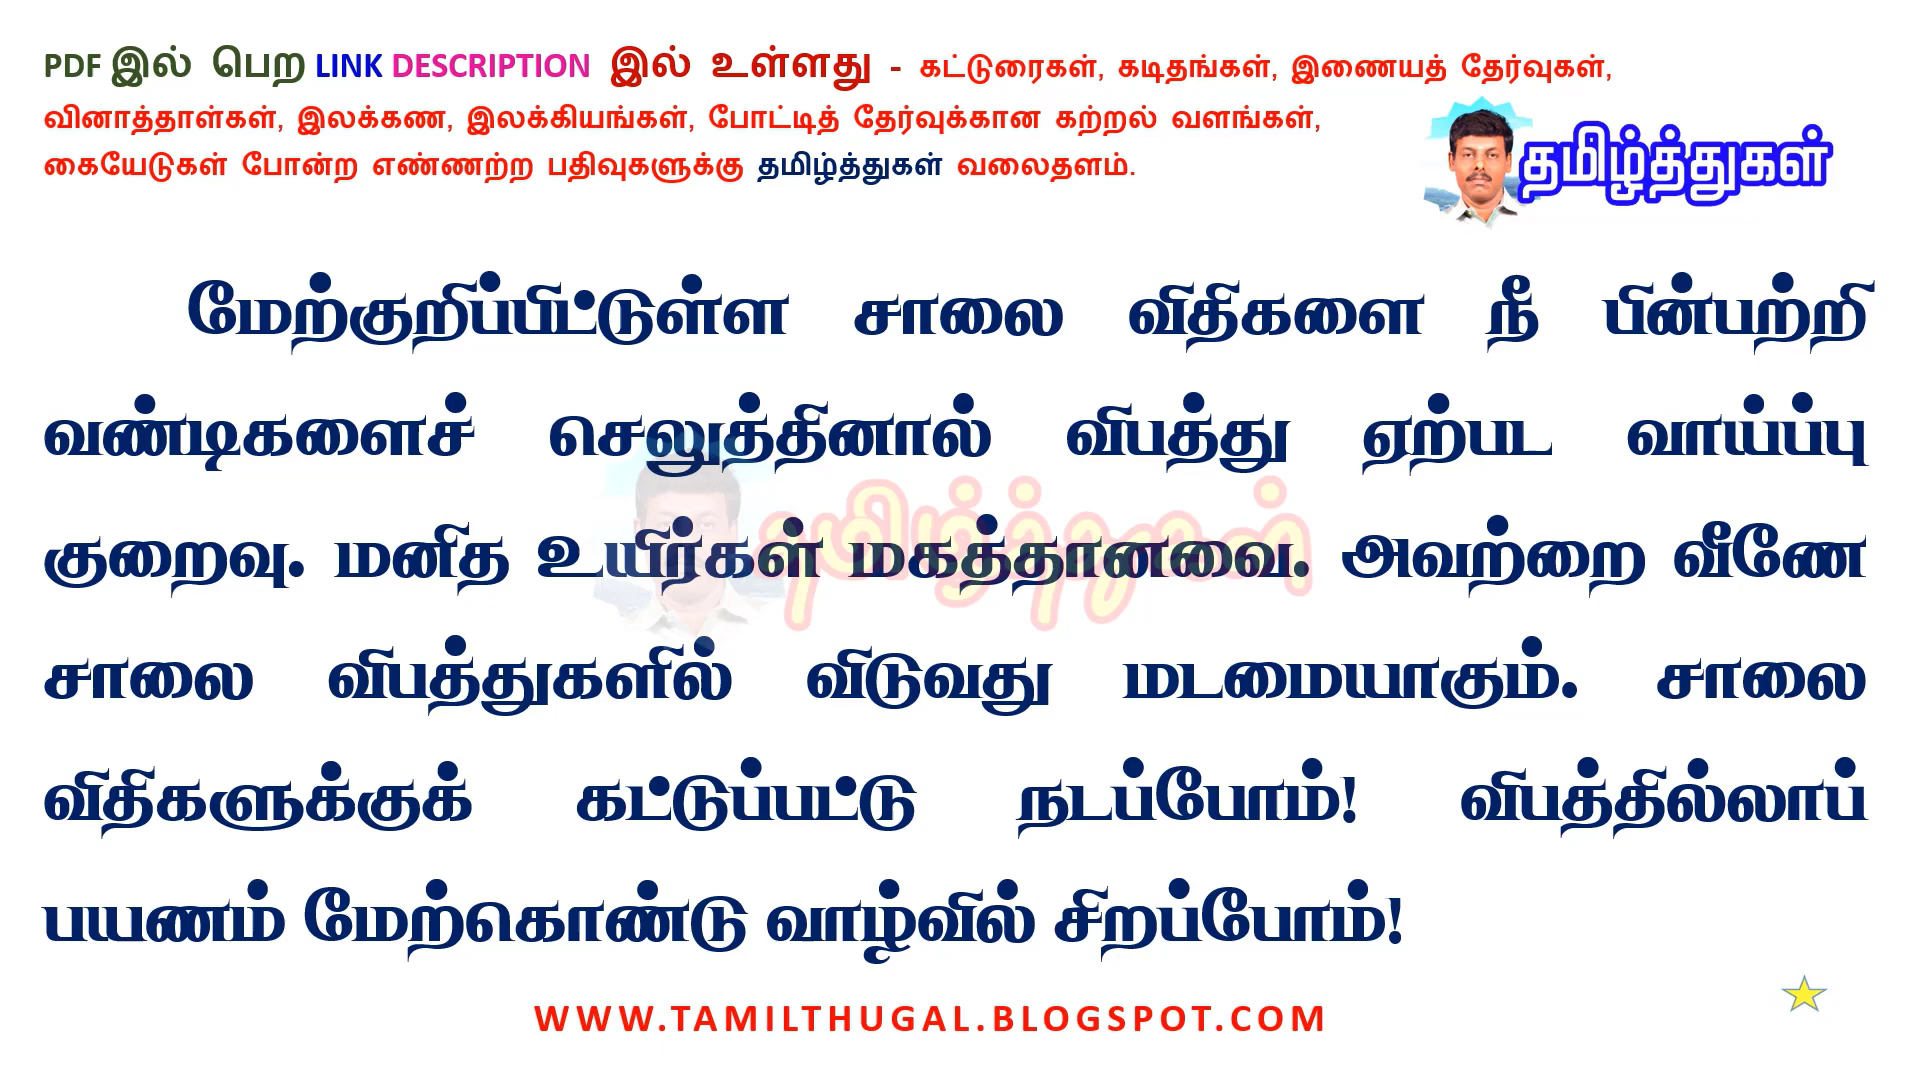 PDF இல் பெற LINK DESCRIPTION இல் உள்ளது - கட்டுரைகள், கடிதங்கள், இணையத் தேர்வுகள்,
வினாத்தாள்கள், இலக்கண, இலக்கியங்கள், போட்டித் தேர்வுக்கான கற்றல் வளங்கள்,
கையேடுகள் போன்ற எண்ணற்ற பதிவுகளுக்கு தமிழ்த்துகள் வலைதளம்.
தமிழ்த்துகள்
மேற்குறிப்பிட்டுள்ள சாலை விதிகளை நீ பின்பற்றி
வண்டிகளைச் செலுத்தினால் விபத்து ஏற்பட வாய்ப்பு
குறைவு. மனித உயிர்கள் மகத்தானவை. அவற்றை வீணே
தமிழ்த்துகள்
சாலை விபத்துகளில் விடுவது மடமையாகும். சாலை
விதிகளுக்குக் கட்டுப்பட்டு நடப்போம்! விபத்தில்லாப்
பயணம் மேற்கொண்டு வாழ்வில் சிறப்போம்!
WWW.TAMILTHUGAL.BLOGSPOT.COM